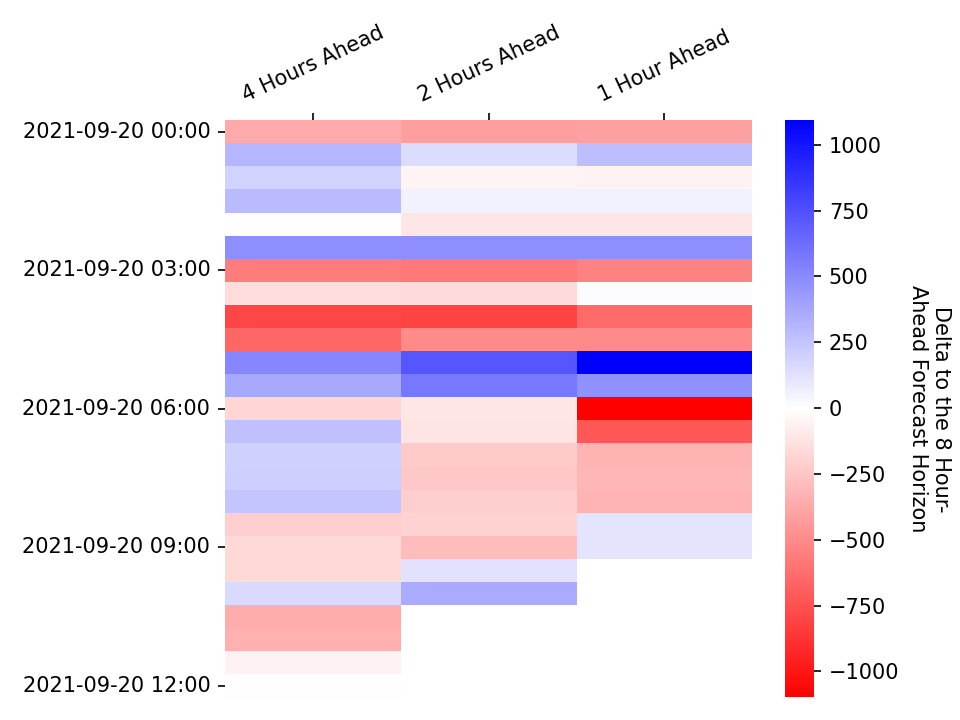 4 Hours Ahead
2 Hours Ahead
1 Hour Ahead
2021-09-20 00:00
2021-09-20 03:00
2021-09-20 06:00
2021-09-20 09:00
2021-09-20 12:00
1000
750
500
250
0
−250
−500
−750
−1000
Delta to the 8 Hour-
Ahead Forecast Horizon